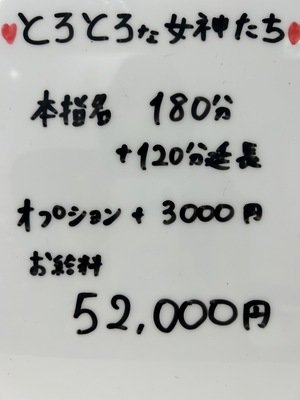 とろとろな女神たち
本指名 180分
+120分延長
オプション + 3000円
お給料
52,000円